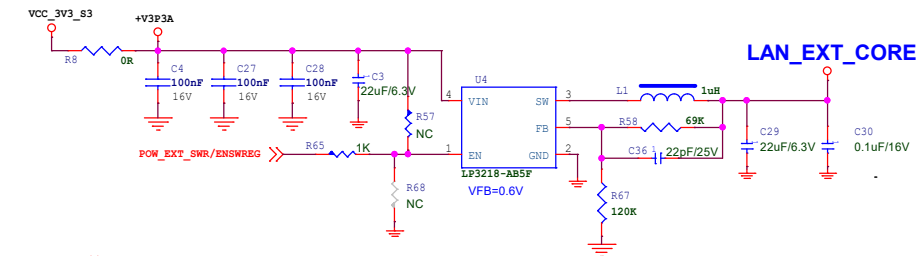 VCC_3V3_S3
+V3P3A
LAN_EXT_CORE
R8
0R
C4
100nF
16V
C27
100nF
16V
C28
100nF
16V
C3
22uF/6.3V
R57
NC
U4
4
VIN
SW
3
5
FB
1
EN
GND
2
LP3218-AB5F
VFB=0.6V
L1
1uH
R58
69K
C36
1
22pF/25V
R67
120K
C29
22uF/6.3V
C30
0.1uF/16V
POW_EXT_SWR/ENSWREG
R65
1K
R68
NC